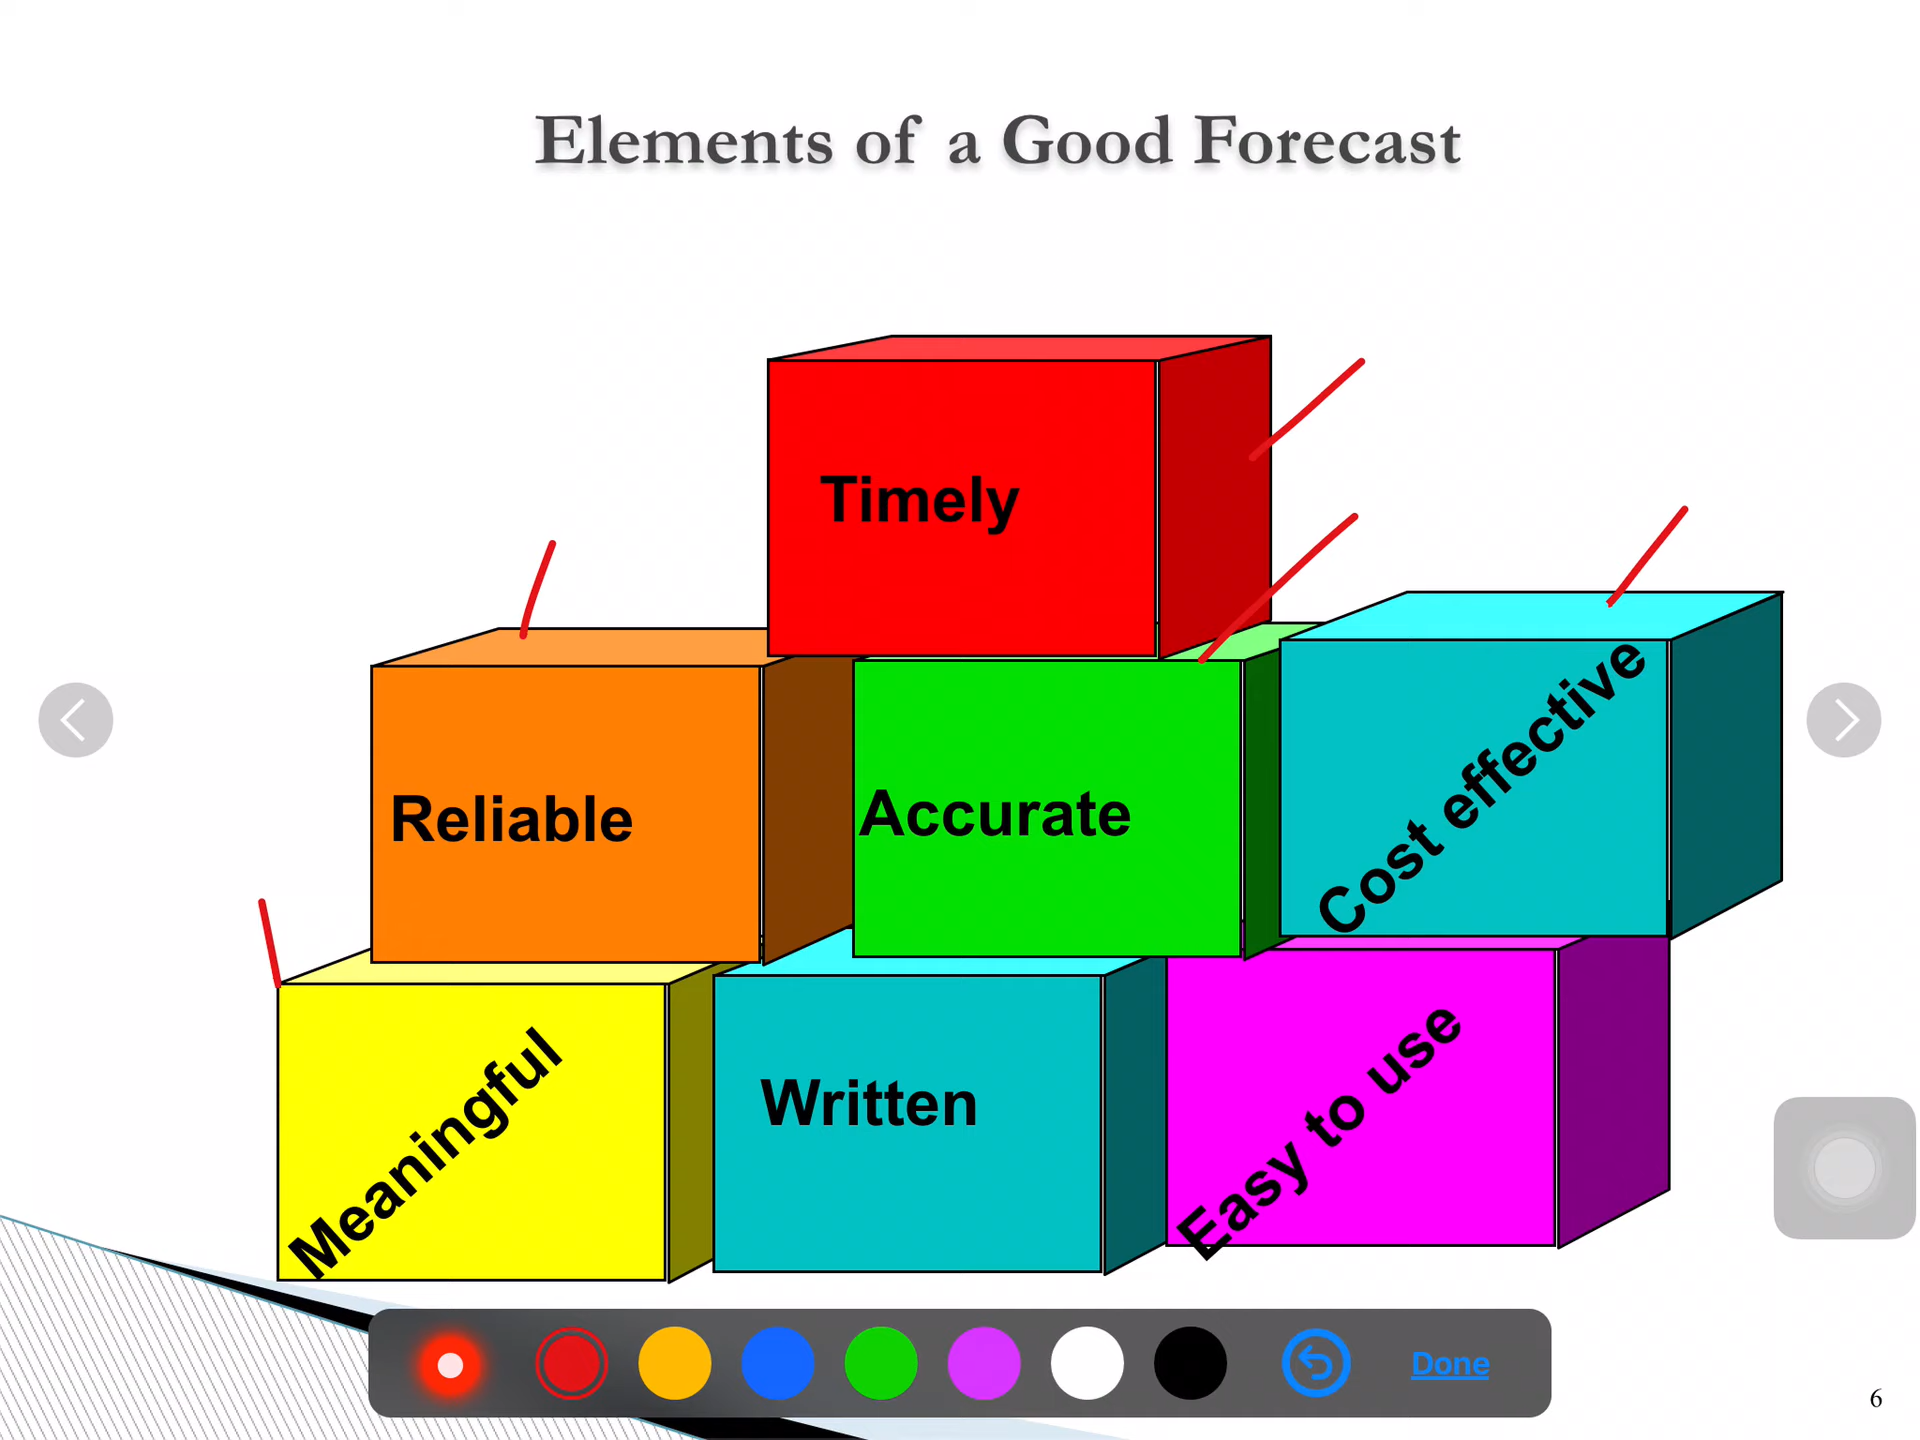 Elements of a Good Forecast
Timely
Reliable
Accurate
Cost effective
Meaningful
Written
Easy to use
Done
6